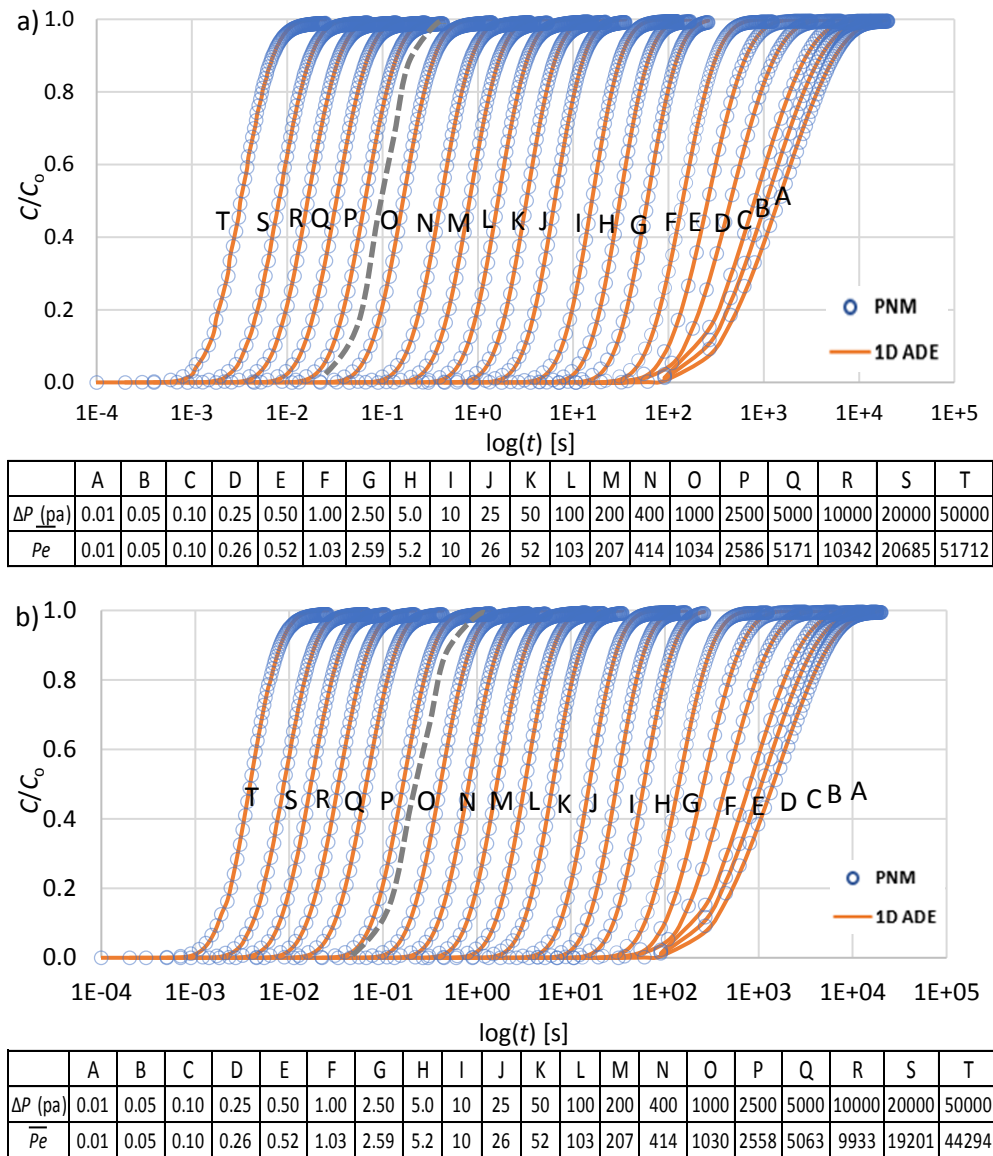 a)
1.0
0.8
0.6
0.4
0.2
0.0
C/Co
T S R Q P O N M L K J I H G F E D C B A
PNM
1D ADE
1E-4 1E-3 1E-2 1E-1 1E+0 1E+1 1E+2 1E+3 1E+4 1E+5
log(t) [s]
A B C D E F G H I J K L M N O P Q R S T
ΔP (pa) 0.01 0.05 0.10 0.25 0.50 1.00 2.50 5.0 10 25 50 100 200 400 1000 2500 5000 10000 20000 50000
Pe 0.01 0.05 0.10 0.26 0.52 1.03 2.59 5.2 10 26 52 103 207 414 1034 2586 5171 10342 20685 51712
b)
1.0
0.8
0.6
0.4
0.2
0.0
C/Co
T S R Q P O N M L K J I H G F E D C B A
PNM
1D ADE
1E-04 1E-03 1E-02 1E-01 1E+00 1E+01 1E+02 1E+03 1E+04 1E+05
log(t) [s]
A B C D E F G H I J K L M N O P Q R S T
ΔP (pa) 0.01 0.05 0.10 0.25 0.50 1.00 2.50 5.0 10 25 50 100 200 400 1000 2500 5000 10000 20000 50000
Pe 0.01 0.05 0.10 0.26 0.52 1.03 2.59 5.2 10 26 52 103 207 414 1030 2558 5063 9933 19201 44294